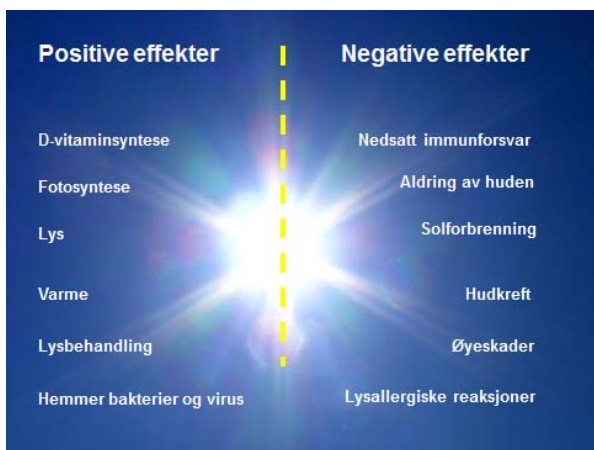 Positive effekter
D-vitaminsyntese
Fotosyntese
Lys
Varme
Lysbehandling
Hemmer bakterier og virus
Negative effekter
Nedsatt immunforsvar
Aldring av huden
Solforbrenning
Hudkreft
Øyeskader
Lysallergiske reaksjoner